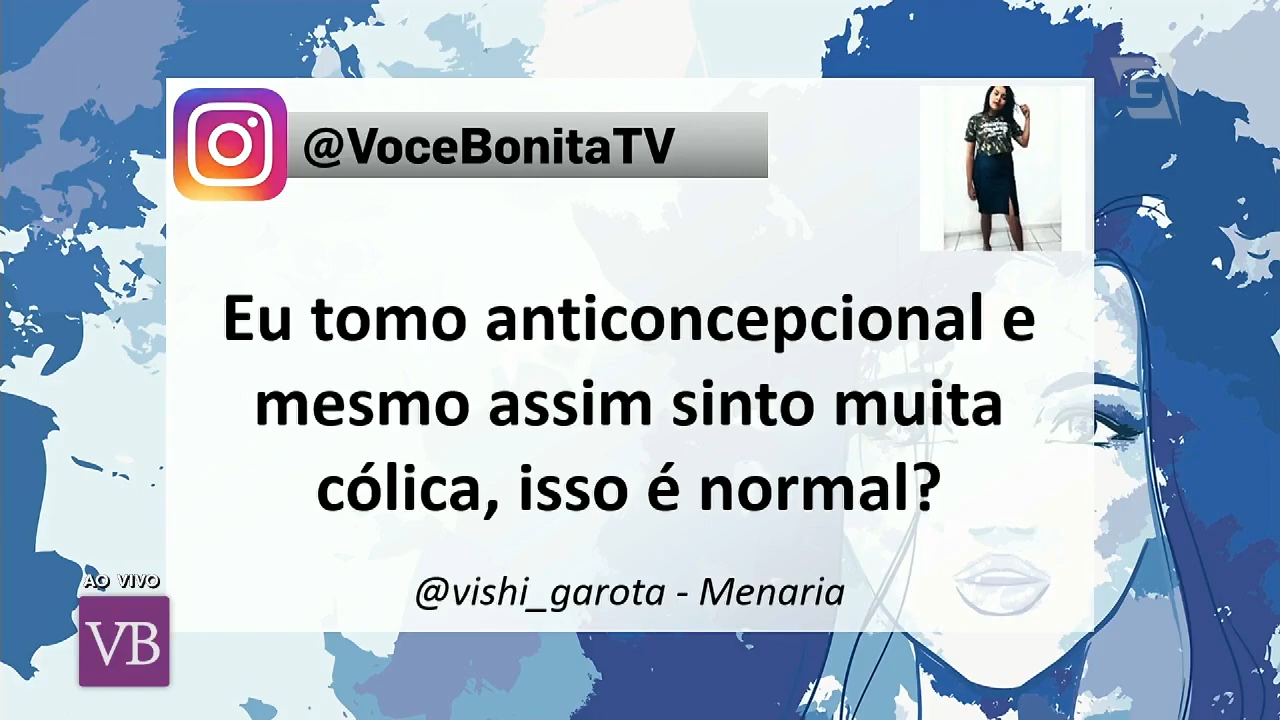 @VoceBonitaTV
Eu tomo anticoncepcional e
mesmo assim sinto muita
cólica, isso é normal?
@vishi_garota - Menaria
AO VIVO
VB
G